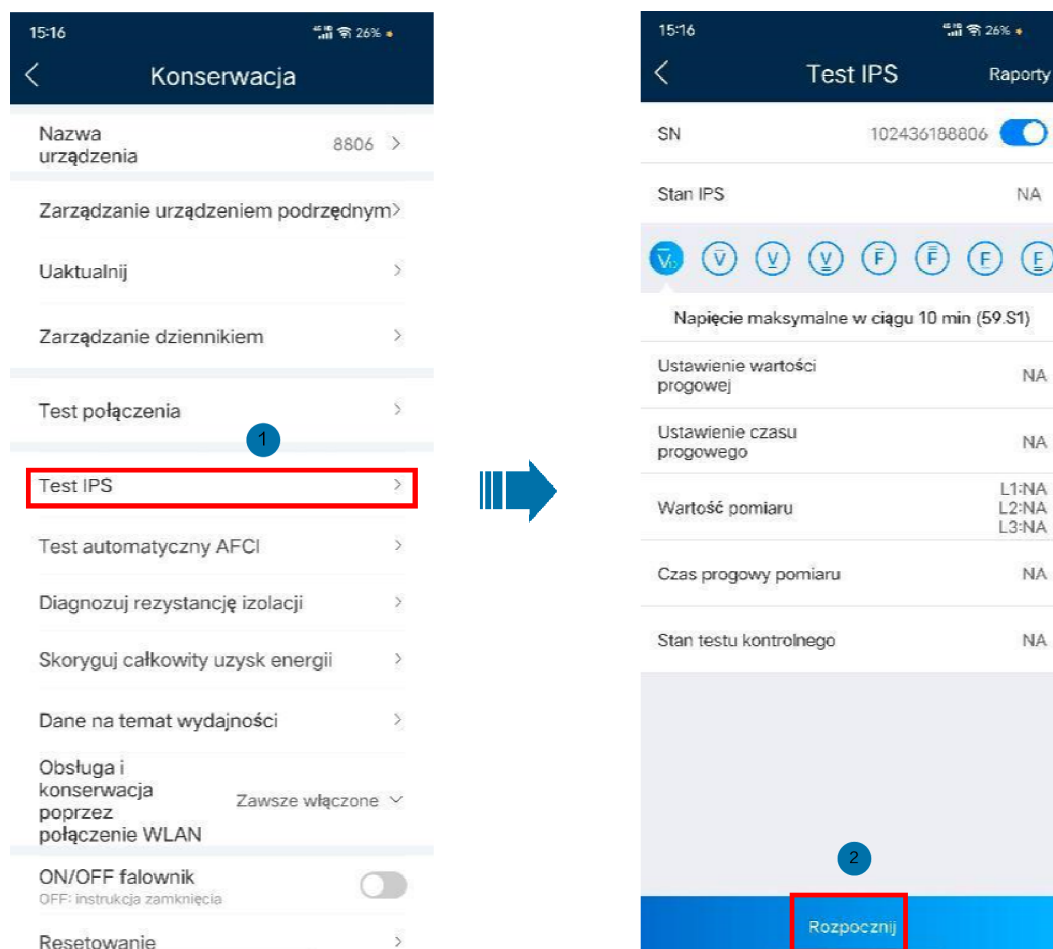 15:16
26%
Konserwacja
Nazwa
urządzenia
8806
Zarządzanie urządzeniem podrzędnym
Uaktualnij
Zarządzanie dziennikiem
Test połączenia
1
Test IPS
Test automatyczny AFCI
Diagnozuj rezystancję izolacji
Skoryguj całkowity uzysk energii
Dane na temat wydajności
Obsługa i
konserwacja
poprzez
połączenie WLAN
Zawsze włączone
ON/OFF falownik
OFF: instrukcja zamknięcia
Resetowanie
15:16
26%
Test IPS
Raporty
SN
102436188806
Stan IPS
NA
V V V V F F F F
Napięcie maksymalne w ciągu 10 min (59.S1)
Ustawienie wartości
progowej
NA
Ustawienie czasu
progowego
NA
Wartość pomiaru
L1:NA
L2:NA
L3:NA
Czas progowy pomiaru
NA
Stan testu kontrolnego
NA
2
Rozpocznij